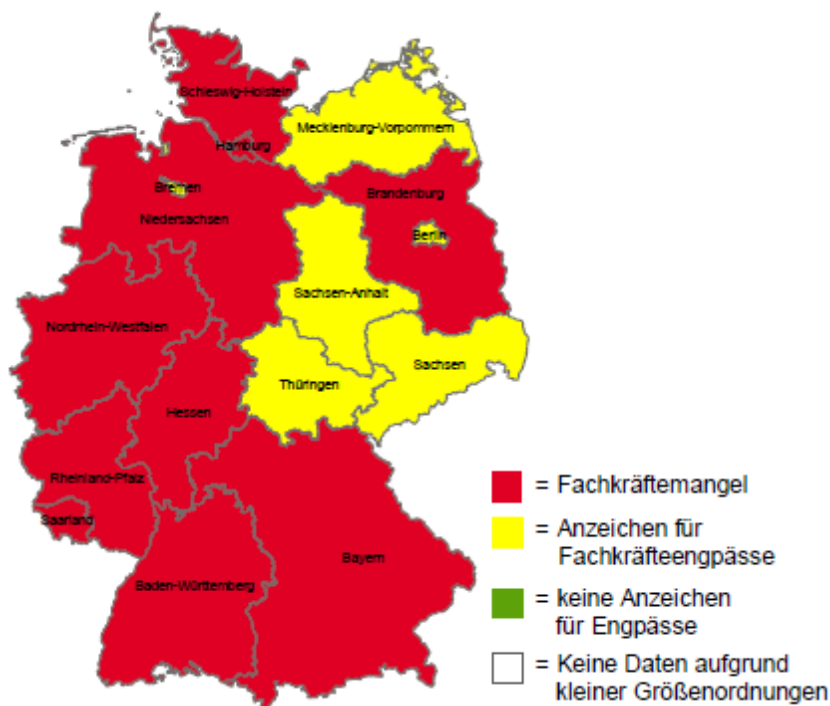 Schleswig-Holstein
Mecklenburg-Vorpommern
Hamburg
Bremen
Brandenburg
Niedersachsen
Berlin
Sachsen-Anhalt
Nordrhein-Westfalen
Sachsen
Thüringen
Hessen
Rheinland-Pfalz
Saarland
Bayern
Baden-Württemberg
= Fachkräftemangel
= Anzeichen für
Fachkräfteengpässe
= keine Anzeichen
für Engpässe
= Keine Daten aufgrund
kleiner Größenordnungen